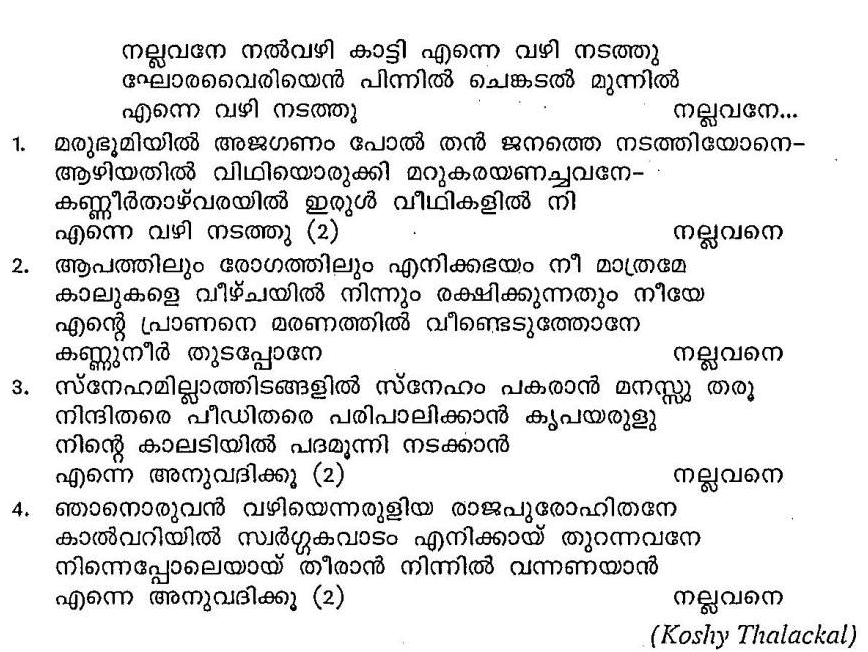 നല്ലവനേ നൽവഴി കാട്ടി എന്നെ വഴി നടത്തു
ഘോരവൈരിയെൻ പിന്നിൽ ചെങ്കടൽ മുന്നിൽ
എന്നെ വഴി നടത്തൂ നല്ലവനേ...
1. മരുഭൂമിയിൽ അജഗണം പോൽ തൻ ജനത്തെ നടത്തിയോനെ–
ആഴിയതിൽ വിഥിയൊരുക്കി മറുകരയണച്ചവനേ–
കണ്ണീർതാഴ്‌വരയിൽ ഇരുൾ വീഥികളിൽ നി
എന്നെ വഴി നടത്തൂ (2) നല്ലവനെ
2. ആപത്തിലും രോഗത്തിലും എനിക്കഭയം നീ മാത്രമേ
കാലുകളെ വീഴ്ചയിൽ നിന്നും രക്ഷിക്കുന്നതും നീയേ
എന്റെ പ്രാണനെ മരണത്തിൽ വീണ്ടെടുത്തോനേ
കണ്ണുനീർ തുടപ്പോനേ നല്ലവനെ
3. സ്നേഹമില്ലാത്തിടങ്ങളിൽ സ്നേഹം പകരാൻ മനസ്സു തരൂ
നിന്ദിതരെ പീഡിതരെ പരിപാലിക്കാൻ കൃപയരുളു
നിന്റെ കാലടിയിൽ പദമൂന്നി നടക്കാൻ
എന്നെ അനുവദിക്കൂ (2) നല്ലവനെ
4. ഞാനൊരുവൻ വഴിയെന്നരുളിയ രാജപുരോഹിതനേ
കാൽവറിയിൽ സ്വർഗ്ഗകവാടം എനിക്കായ് തുറന്നവനേ
നിന്നെപ്പോലെയായ് തീരാൻ നിന്നിൽ വന്നണയാൻ
എന്നെ അനുവദിക്കൂ (2) നല്ലവനെ
(Koshy Thalackal)